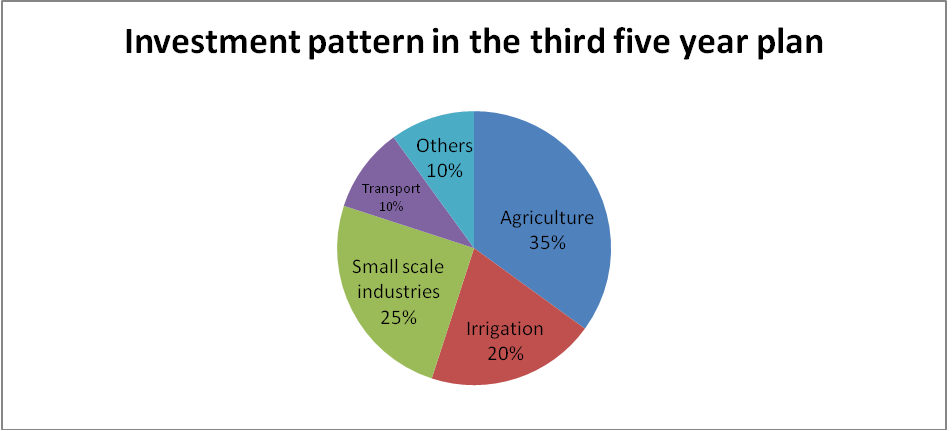 Investment pattern in the third five year plan
Others
10%
Transport
10%
Agriculture
35%
Small scale
industries
25%
Irrigation
20%